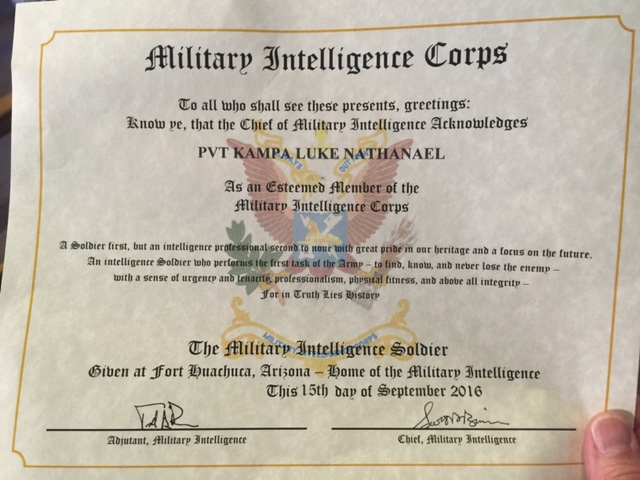 Military Intelligence Corps
To all who shall see these presents, greetings:
Know ye, that the Chief of Military Intelligence Acknowledges
PVT KAMPA LUKE NATHANAEL
As an Esteemed Member of the
Military Intelligence Corps
A Soldier first, but an intelligence professional second to none with great pride in our heritage and a focus on the future.
An intelligence Soldier who performs the first task of the Army – to find, know, and never lose the enemy –
with a sense of urgency and tenacity, professionalism, physical fitness, and above all integrity –
For in Truth Lies History
The Military Intelligence Soldier
Given at Fort Huachuca, Arizona – Home of the Military Intelligence
This 15th day of September 2016
Adjutant, Military Intelligence
Chief, Military Intelligence